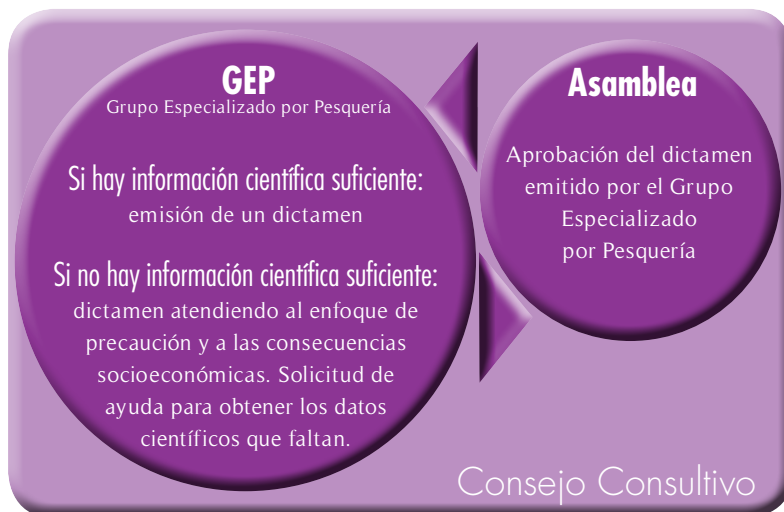 GEP
Grupo Especializado por Pesquería
Si hay información científica suficiente:
emisión de un dictamen
Si no hay información científica suficiente:
dictamen atendiendo al enfoque de
precaución y a las consecuencias
socioeconómicas. Solicitud de
ayuda para obtener los datos
científicos que faltan.
Asamblea
Aprobación del dictamen
emitido por el Grupo
Especializado
por Pesquería
Consejo Consultivo